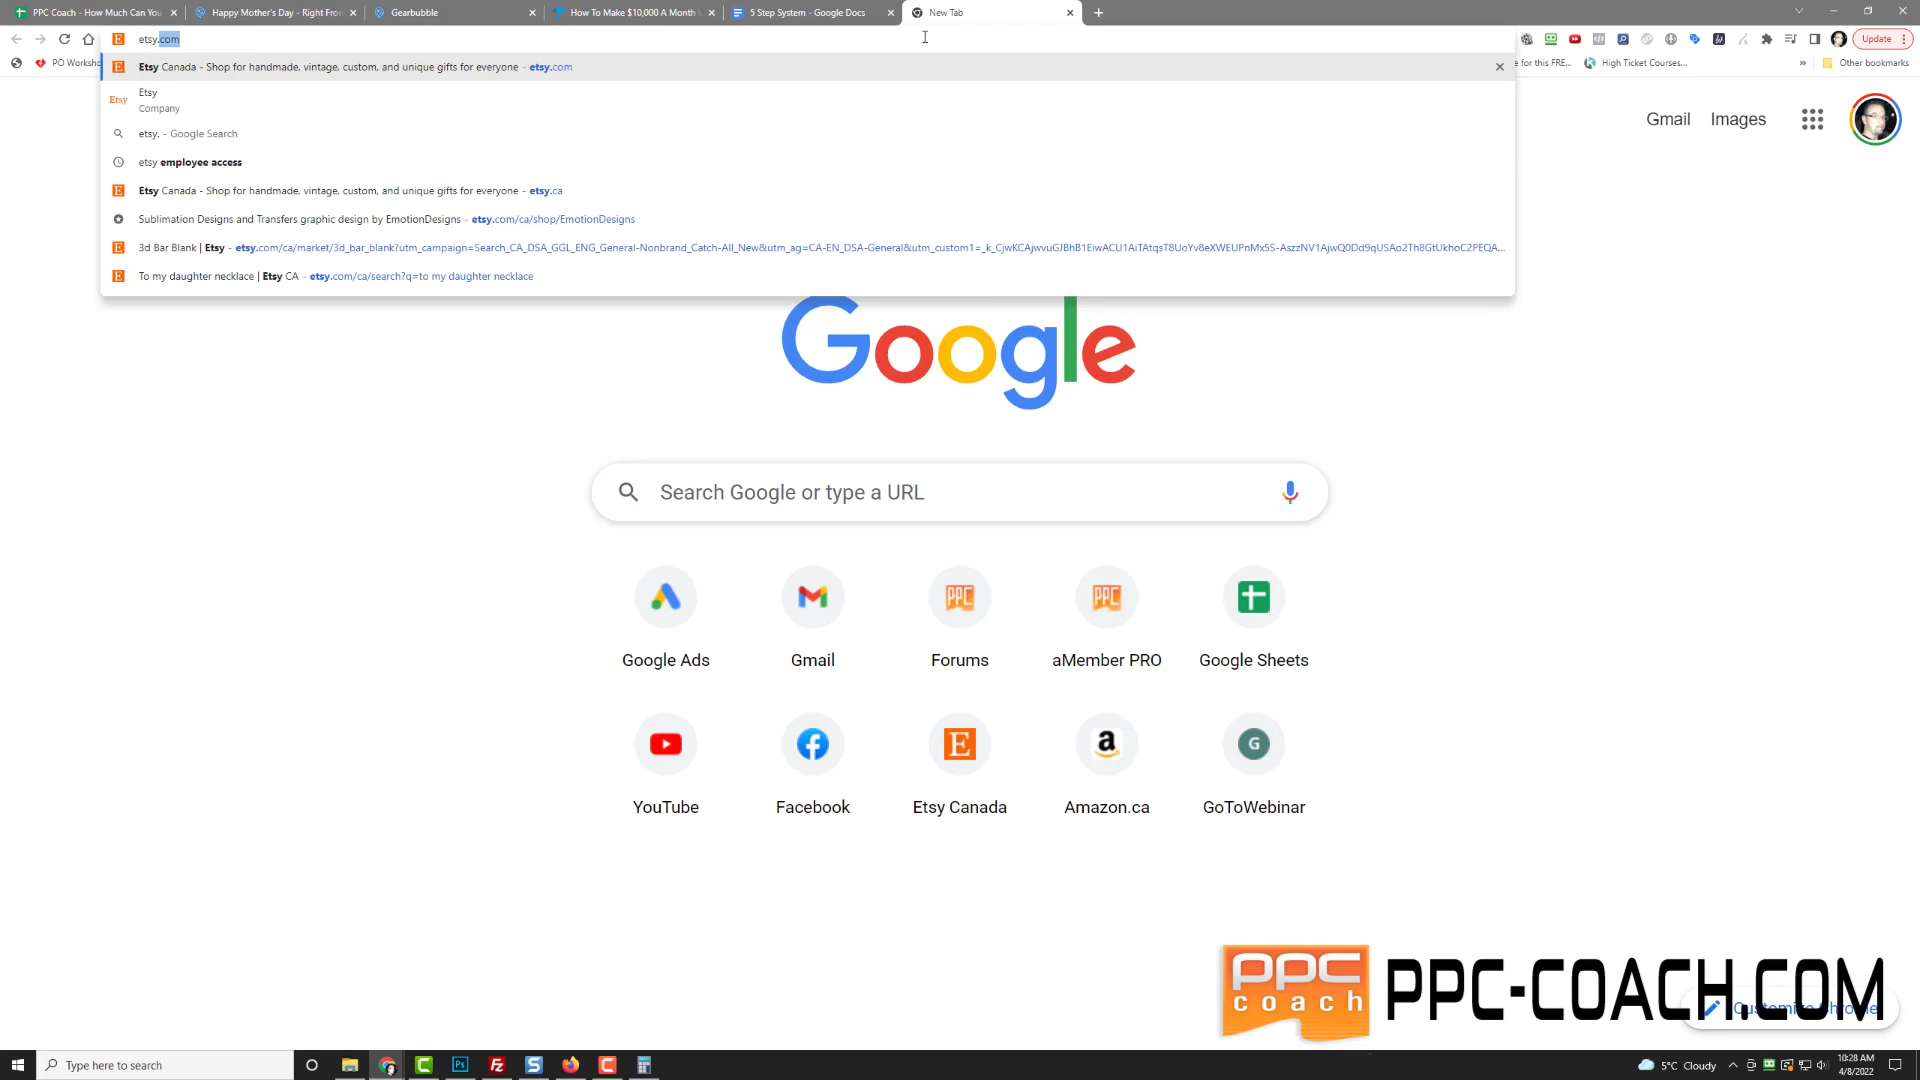 PPC Coach - How Much Can You
Happy Mother's Day - Right Fro
Gearbubble
How To Make $10,000 A Month
5 Step System - Google Docs
New Tab
etsy.com
Update
PO Worksho
Etsy Canada - Shop for handmade, vintage, custom, and unique gifts for everyone - etsy.com
e for this FRE...
High Ticket Courses...
»
Other bookmarks
Etsy
Etsy
Company
etsy. - Google Search
etsy employee access
Etsy Canada - Shop for handmade, vintage, custom, and unique gifts for everyone - etsy.ca
Sublimation Designs and Transfers graphic design by EmotionDesigns - etsy.com/ca/shop/EmotionDesigns
3d Bar Blank | Etsy - etsy.com/ca/market/3d_bar_blank?utm_campaign=Search_CA_DSA_GGL_ENG_General-Nonbrand_Catch-All_New&utm_ag=CA-EN_DSA-General&utm_custom1=_k_CjwKCAjwvuGJBhB1EiwACU1AiTAtqsT8UoYv8eXWEUPnMx5S-AszzNV1AjwQ0Dd9qUSAo2Th8GtUkhoC2PEQA...
To my daughter necklace | Etsy CA - etsy.com/ca/search?q=to my daughter necklace
Gmail
Images
Google
Search Google or type a URL
Google Ads
Gmail
PPC
Forums
PPC
aMember PRO
Google Sheets
YouTube
Facebook
E
Etsy Canada
a
Amazon.ca
G
GoToWebinar
PPC
coach
PPC-COACH.COM
Customize Chrome
Type here to search
5°C Cloudy
10:28 AM
4/8/2022